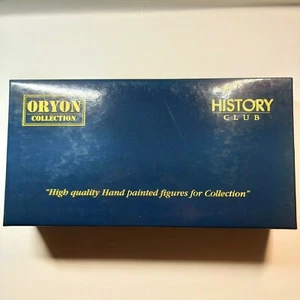 ORYON
COLLECTION
HISTORY
CLUB
"High quality Hand painted figures for Collection"